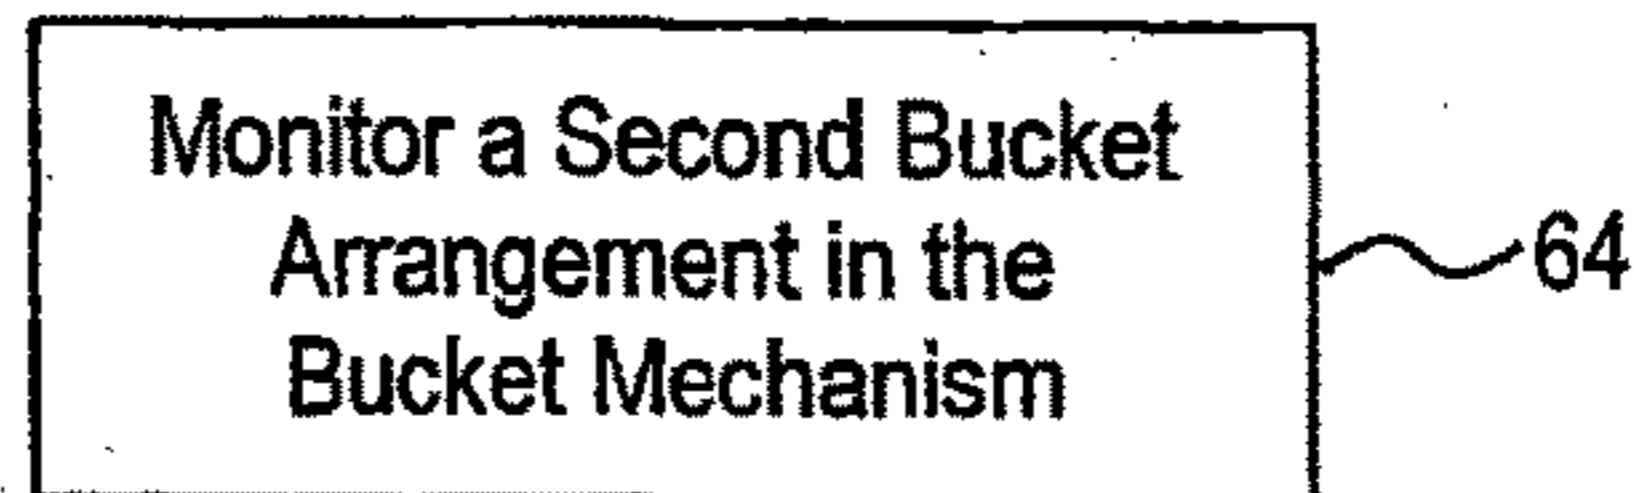 Monitor a Second Bucket
Arrangement in the
Bucket Mechanism
64